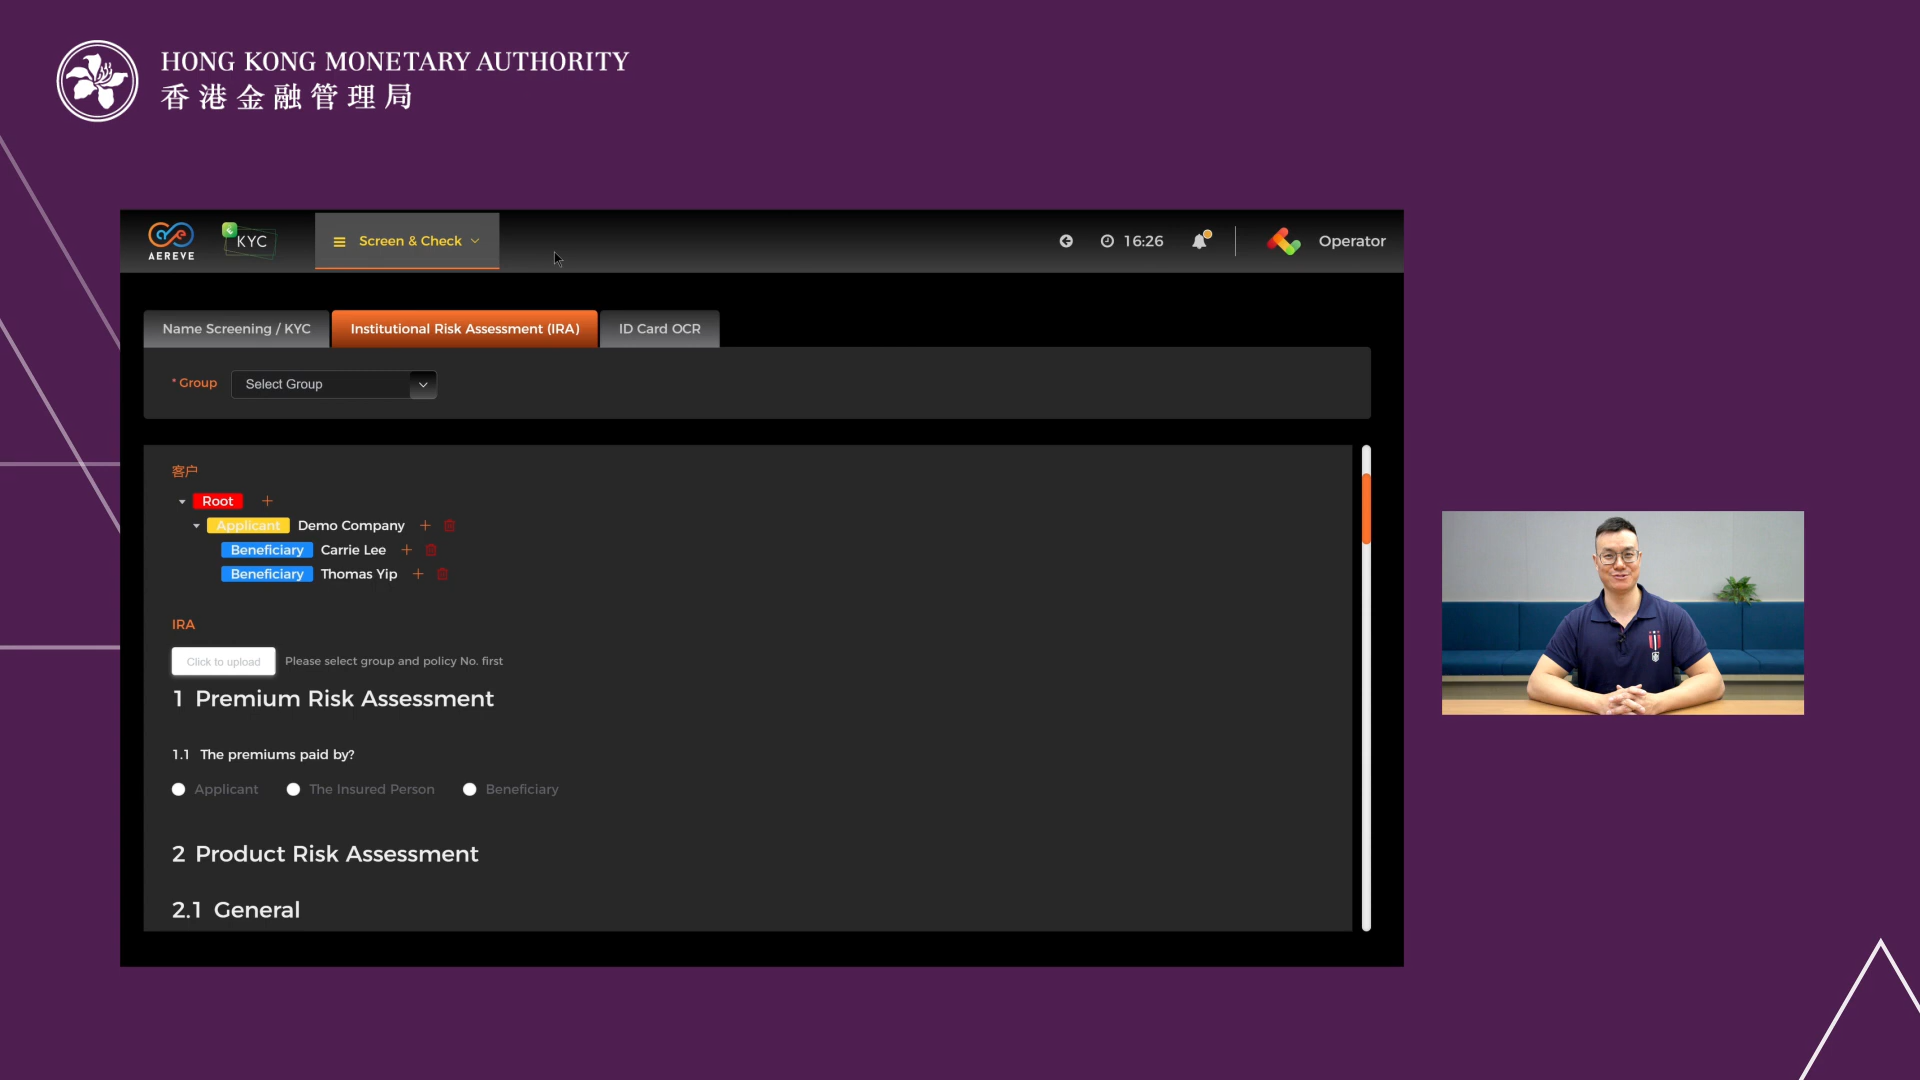 HONG KONG MONETARY AUTHORITY
香港金融管理局
AEREVE
KYC
Screen & Check
16:26
Operator
Name Screening / KYC
Institutional Risk Assessment (IRA)
ID Card OCR
* Group
Select Group
客户
Root
Applicant Demo Company
Beneficiary Carrie Lee
Beneficiary Thomas Yip
IRA
Click to upload Please select group and policy No. first
1 Premium Risk Assessment
1.1 The premiums paid by?
Applicant The Insured Person Beneficiary
2 Product Risk Assessment
2.1 General